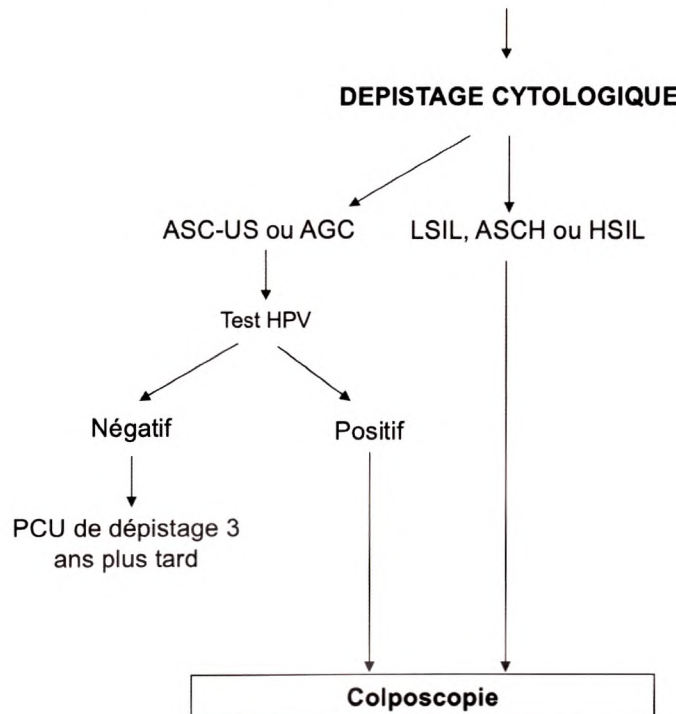 DEPISTAGE CYTOLOGIQUE
ASC-US ou AGC
LSIL, ASCH ou HSIL
Test HPV
Négatif
Positif
PCU de dépistage 3
ans plus tard
Colposcopie